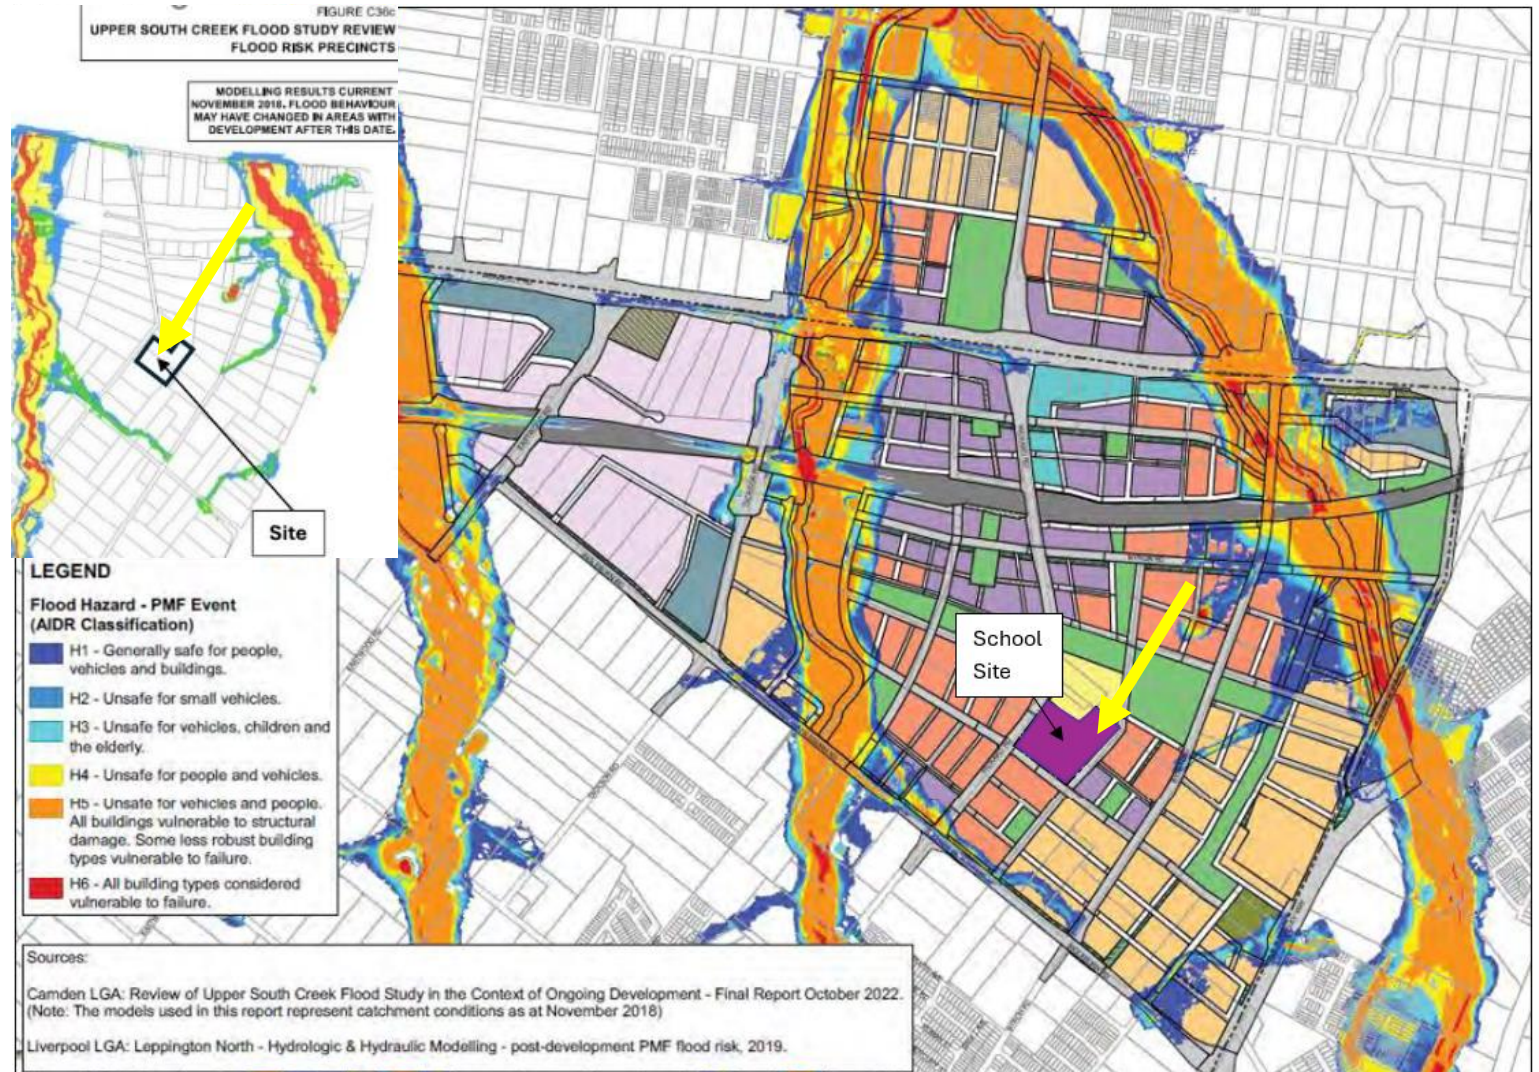 FIGURE C36c
UPPER SOUTH CREEK FLOOD STUDY REVIEW
FLOOD RISK PRECINCTS
MODELLING RESULTS CURRENT
NOVEMBER 2018. FLOOD BEHAVIOUR
MAY HAVE CHANGED IN AREAS WITH
DEVELOPMENT AFTER THIS DATE.
Site
School
Site
LEGEND
Flood Hazard - PMF Event
(AIDR Classification)
H1 - Generally safe for people,
vehicles and buildings.
H2 - Unsafe for small vehicles.
H3 - Unsafe for vehicles, children and
the elderly.
H4 - Unsafe for people and vehicles.
H5 - Unsafe for vehicles and people.
All buildings vulnerable to structural
damage. Some less robust building
types vulnerable to failure.
H6 - All building types considered
vulnerable to failure.
Sources:
Camden LGA: Review of Upper South Creek Flood Study in the Context of Ongoing Development - Final Report October 2022.
(Note: The models used in this report represent catchment conditions as at November 2018)
Liverpool LGA: Leppington North - Hydrologic & Hydraulic Modelling - post-development PMF flood risk, 2019.